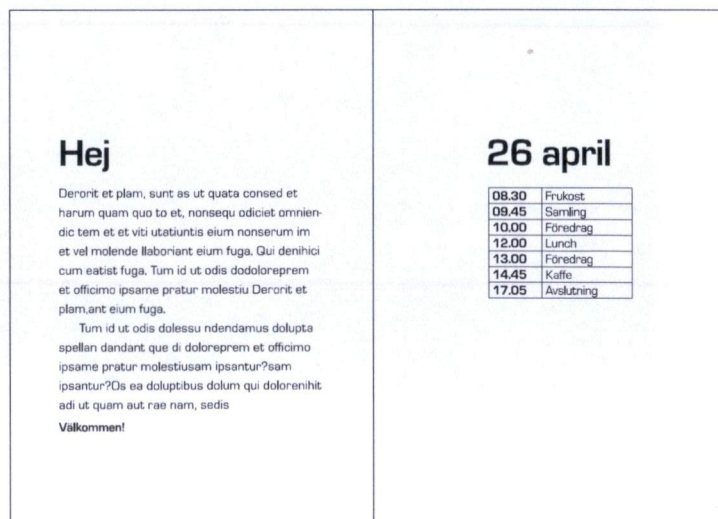 Hej
Derorit et plam, sunt as ut quata consed et
harum quam quo to et, nonsequ odiciet omnien-
dic tem et et viti utatiuntis eium nonserum im
et vel molende llaboriant eium fuga. Qui denihici
cum eatist fuga. Tum id ut odis dodoloreprem
et officimo ipsame pratur molestiu Derorit et
plam,ant eium fuga.
Tum id ut odis dolessu ndendamus dolupta
spellan dandant que di doloreprem et officimo
ipsame pratur molestiusam ipsantur?sam
ipsantur?Os ea doluptibus dolum qui dolorenihit
adi ut quam aut rae nam, sedis
Välkommen!
26 april
08.30 Frukost
09.45 Samling
10.00 Föredrag
12.00 Lunch
13.00 Föredrag
14.45 Kaffe
17.05 Avslutning